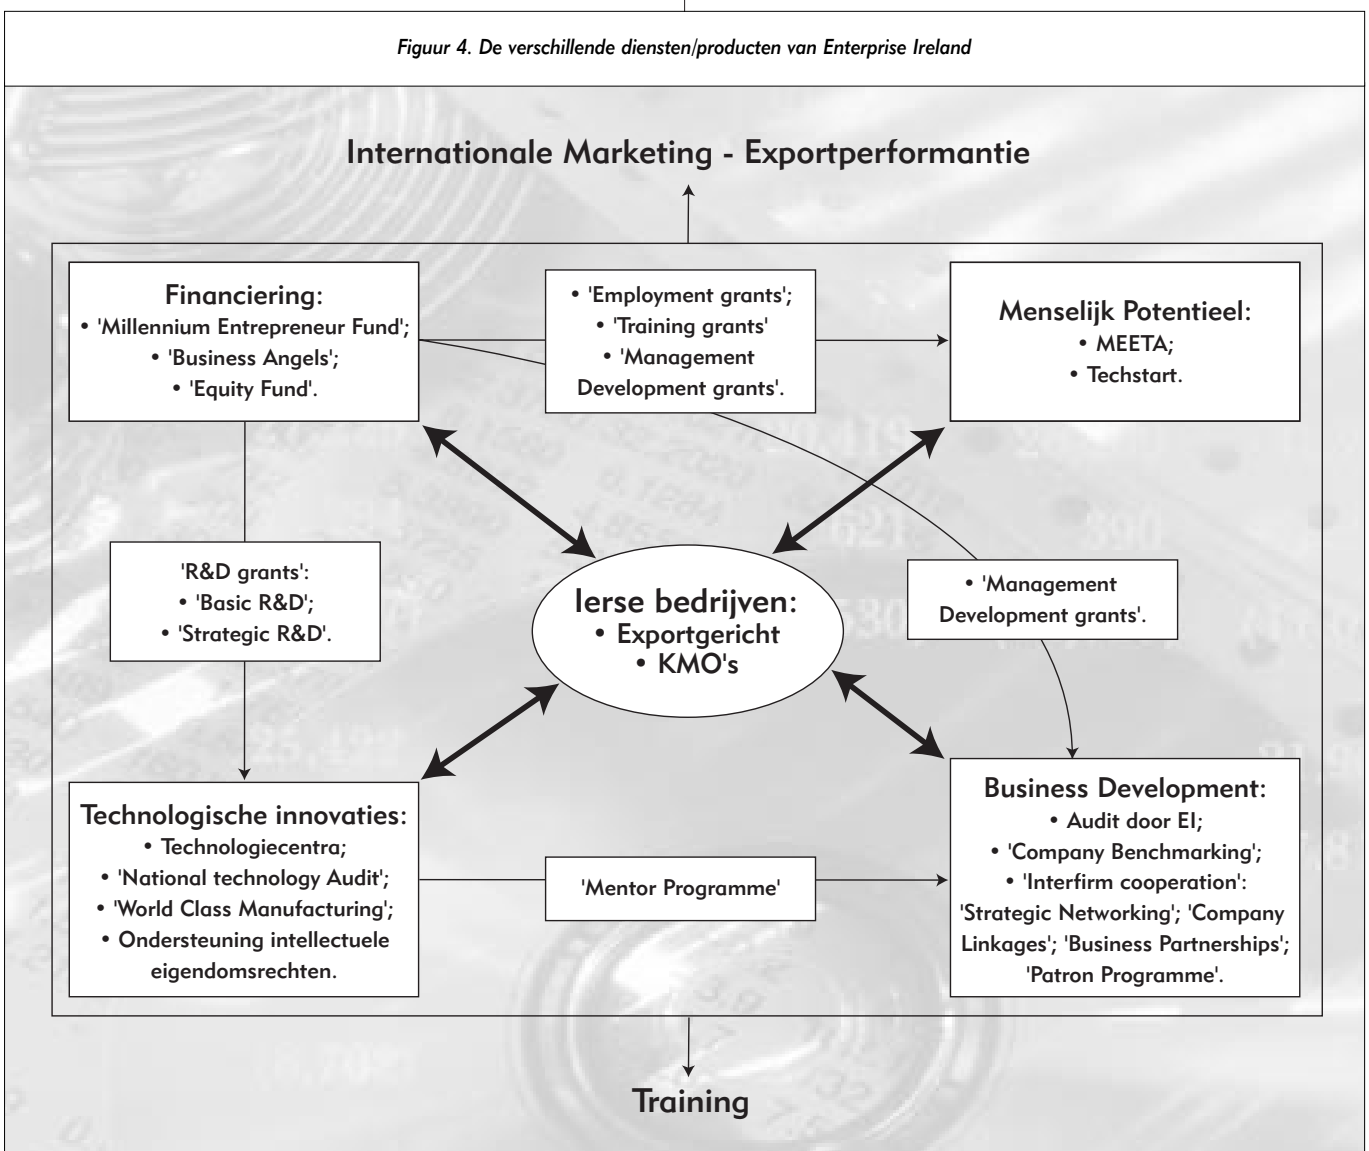 Figuur 4. De verschillende diensten/producten van Enterprise Ireland
Internationale Marketing - Exportperformantie
Financiering:
• 'Millennium Entrepreneur Fund';
• 'Business Angels';
• 'Equity Fund'.
• 'Employment grants';
• 'Training grants'
• 'Management
Development grants'.
Menselijk Potentieel:
• MEETA;
• Techstart.
'R&D grants':
• 'Basic R&D';
• 'Strategic R&D'.
Ierse bedrijven:
• Exportgericht
• KMO's
• 'Management
Development grants'.
Technologische innovaties:
• Technologiecentra;
• 'National technology Audit';
• 'World Class Manufacturing';
• Ondersteuning intellectuele
eigendomsrechten.
'Mentor Programme'
Business Development:
• Audit door EI;
• 'Company Benchmarking';
• 'Interfirm cooperation':
'Strategic Networking'; 'Company
Linkages'; 'Business Partnerships';
'Patron Programme'.
Training